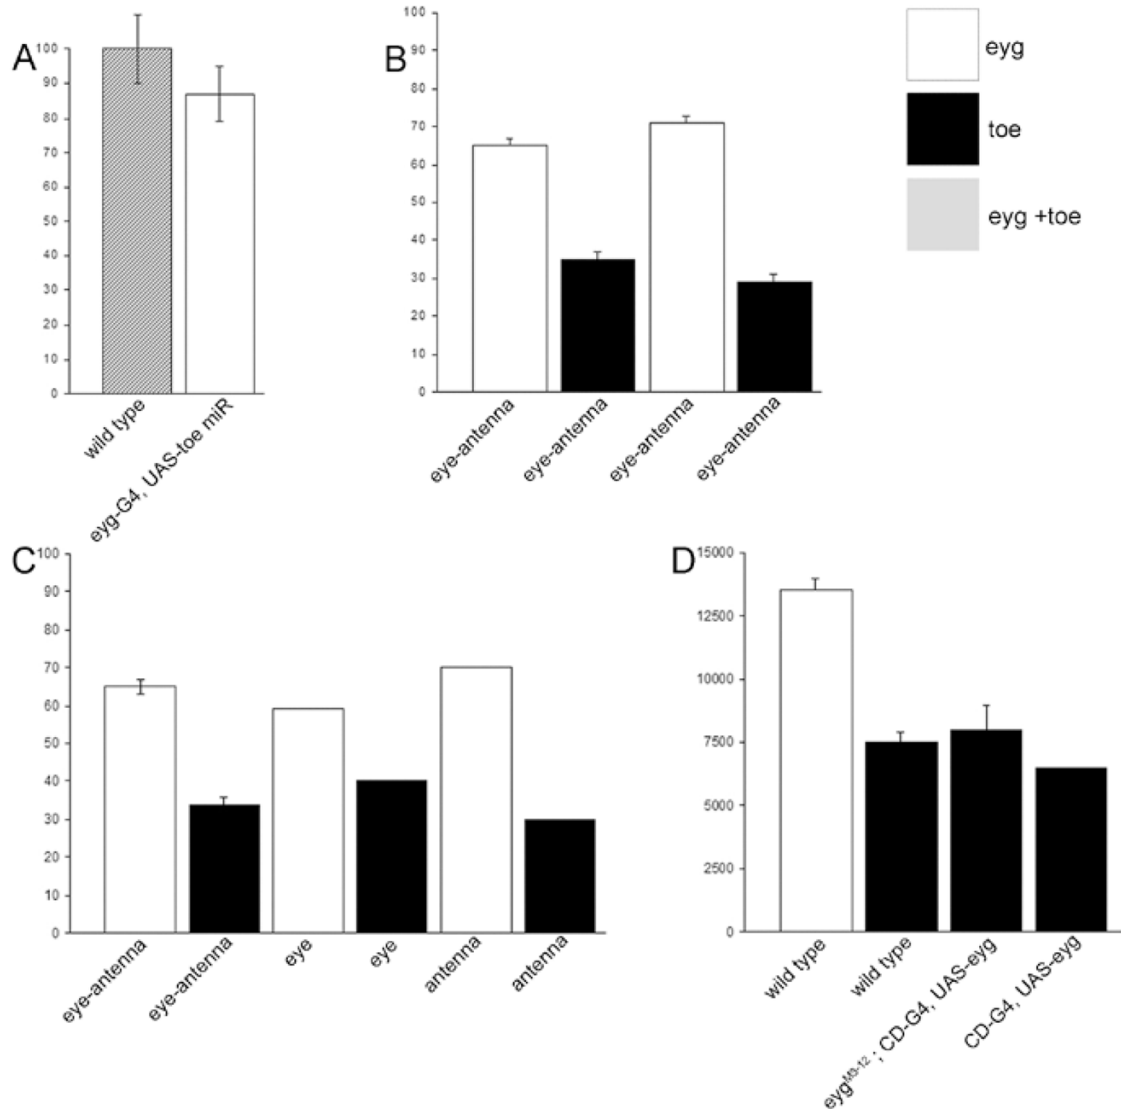 A
100
90
80
70
60
50
40
30
20
10
0
wild type
eyg-G4, UAS-toe miR
B
100
90
80
70
60
50
40
30
20
10
0
eye-antenna
eye-antenna
eye-antenna
eye-antenna
eyg
toe
eyg +toe
C
100
90
80
70
60
50
40
30
20
10
0
eye-antenna
eye-antenna
eye
eye
antenna
antenna
D
15000
12500
10000
7500
5000
2500
0
wild type
wild type
eyg^M3-12 ; CD-G4, UAS-eyg
CD-G4, UAS-eyg